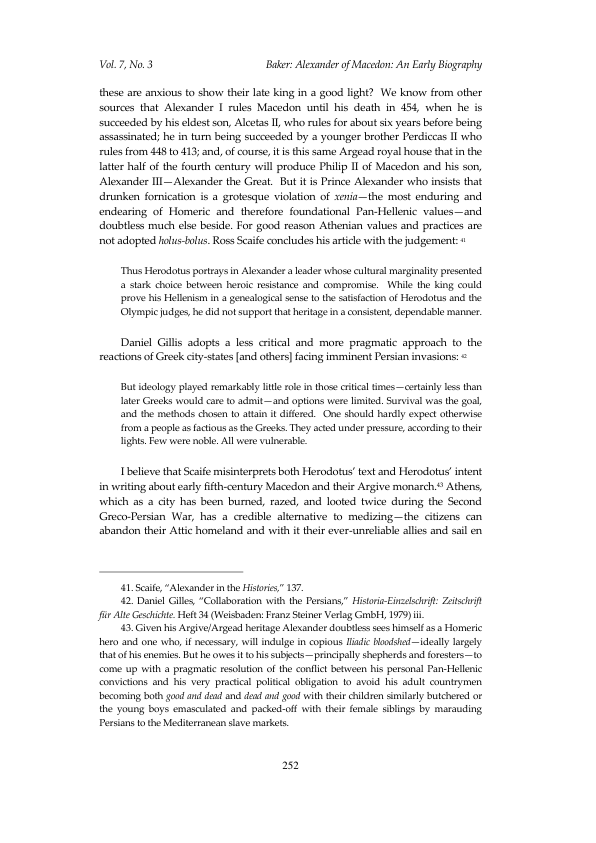 Vol. 7, No. 3 Baker: Alexander of Macedon: An Early Biography
these are anxious to show their late king in a good light? We know from other
sources that Alexander I rules Macedon until his death in 454, when he is
succeeded by his eldest son, Alcetas II, who rules for about six years before being
assassinated; he in turn being succeeded by a younger brother Perdiccas II who
rules from 448 to 413; and, of course, it is this same Argead royal house that in the
latter half of the fourth century will produce Philip II of Macedon and his son,
Alexander III—Alexander the Great. But it is Prince Alexander who insists that
drunken fornication is a grotesque violation of xenia—the most enduring and
endearing of Homeric and therefore foundational Pan-Hellenic values—and
doubtless much else beside. For good reason Athenian values and practices are
not adopted holus-bolus. Ross Scaife concludes his article with the judgement: 41
Thus Herodotus portrays in Alexander a leader whose cultural marginality presented
a stark choice between heroic resistance and compromise. While the king could
prove his Hellenism in a genealogical sense to the satisfaction of Herodotus and the
Olympic judges, he did not support that heritage in a consistent, dependable manner.
Daniel Gillis adopts a less critical and more pragmatic approach to the
reactions of Greek city-states [and others] facing imminent Persian invasions: 42
But ideology played remarkably little role in those critical times—certainly less than
later Greeks would care to admit—and options were limited. Survival was the goal,
and the methods chosen to attain it differed. One should hardly expect otherwise
from a people as factious as the Greeks. They acted under pressure, according to their
lights. Few were noble. All were vulnerable.
I believe that Scaife misinterprets both Herodotus' text and Herodotus' intent
in writing about early fifth-century Macedon and their Argive monarch.43 Athens,
which as a city has been burned, razed, and looted twice during the Second
Greco-Persian War, has a credible alternative to medizing—the citizens can
abandon their Attic homeland and with it their ever-unreliable allies and sail en
41. Scaife, "Alexander in the Histories," 137.
42. Daniel Gilles, "Collaboration with the Persians," Historia-Einzelschrift: Zeitschrift
für Alte Geschichte. Heft 34 (Weisbaden: Franz Steiner Verlag GmbH, 1979) iii.
43. Given his Argive/Argead heritage Alexander doubtless sees himself as a Homeric
hero and one who, if necessary, will indulge in copious Iliadic bloodshed—ideally largely
that of his enemies. But he owes it to his subjects—principally shepherds and foresters—to
come up with a pragmatic resolution of the conflict between his personal Pan-Hellenic
convictions and his very practical political obligation to avoid his adult countrymen
becoming both good and dead and dead and good with their children similarly butchered or
the young boys emasculated and packed-off with their female siblings by marauding
Persians to the Mediterranean slave markets.
252